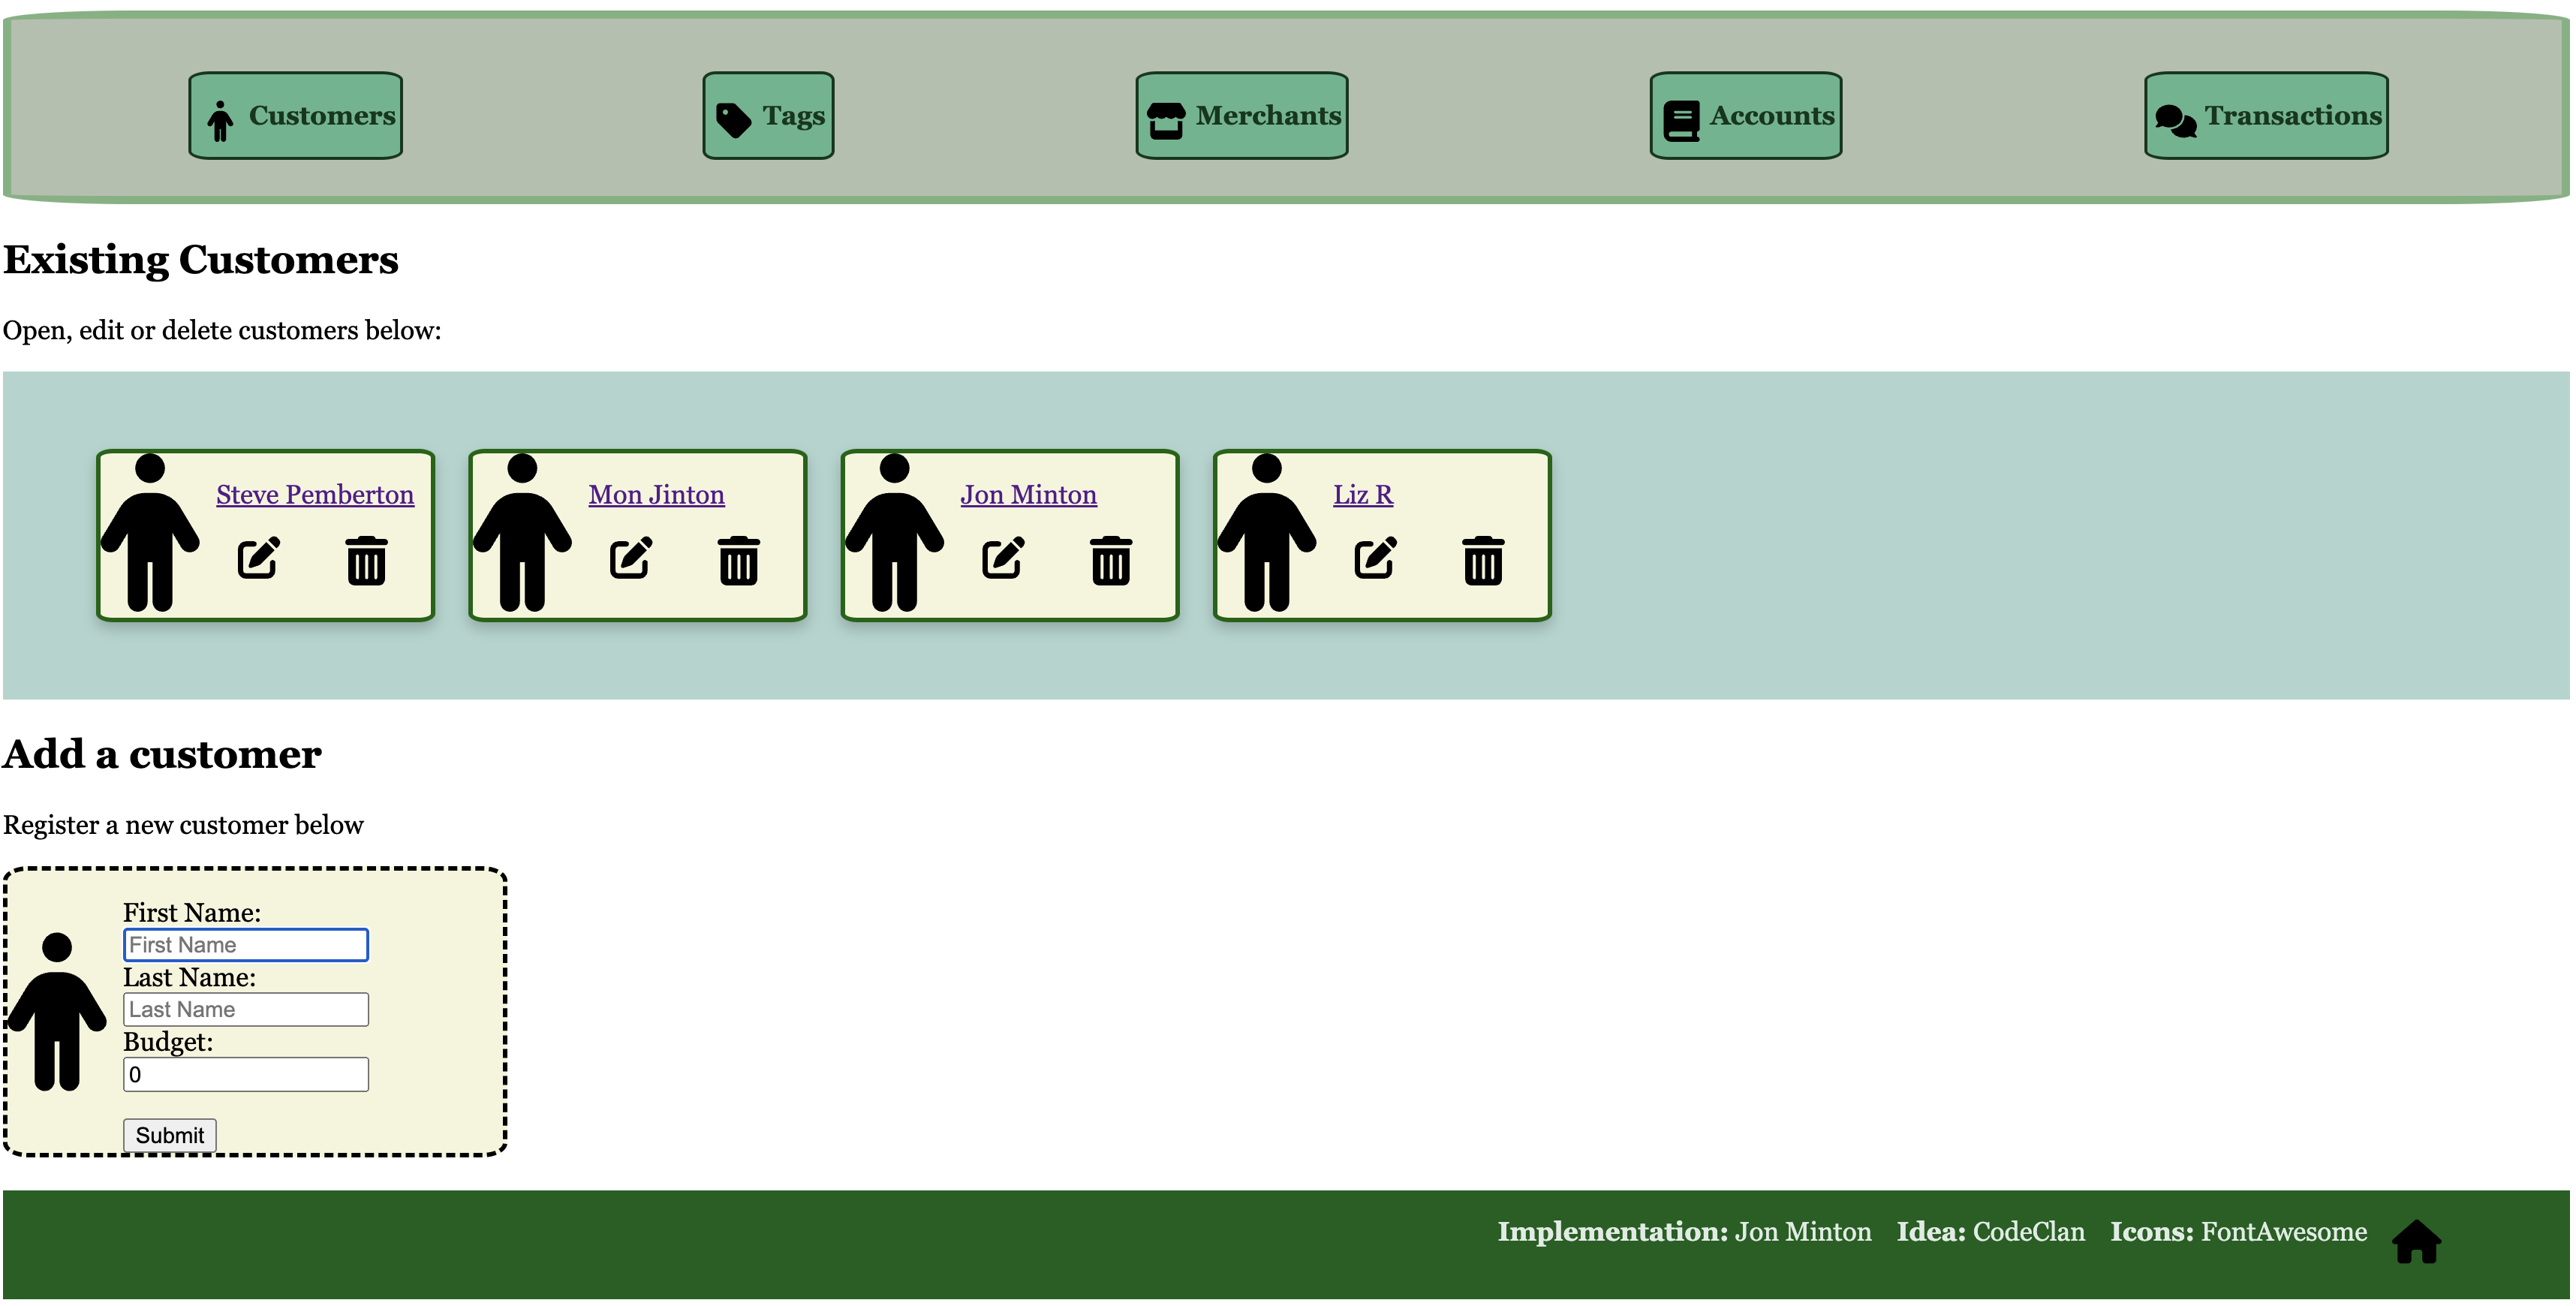 Customers Tags Merchants Accounts Transactions
Existing Customers
Open, edit or delete customers below:
Steve Pemberton Mon Jinton Jon Minton Liz R
Add a customer
Register a new customer below
First Name:
First Name
Last Name:
Last Name
Budget:
0
Submit
Implementation: Jon Minton Idea: CodeClan Icons: FontAwesome